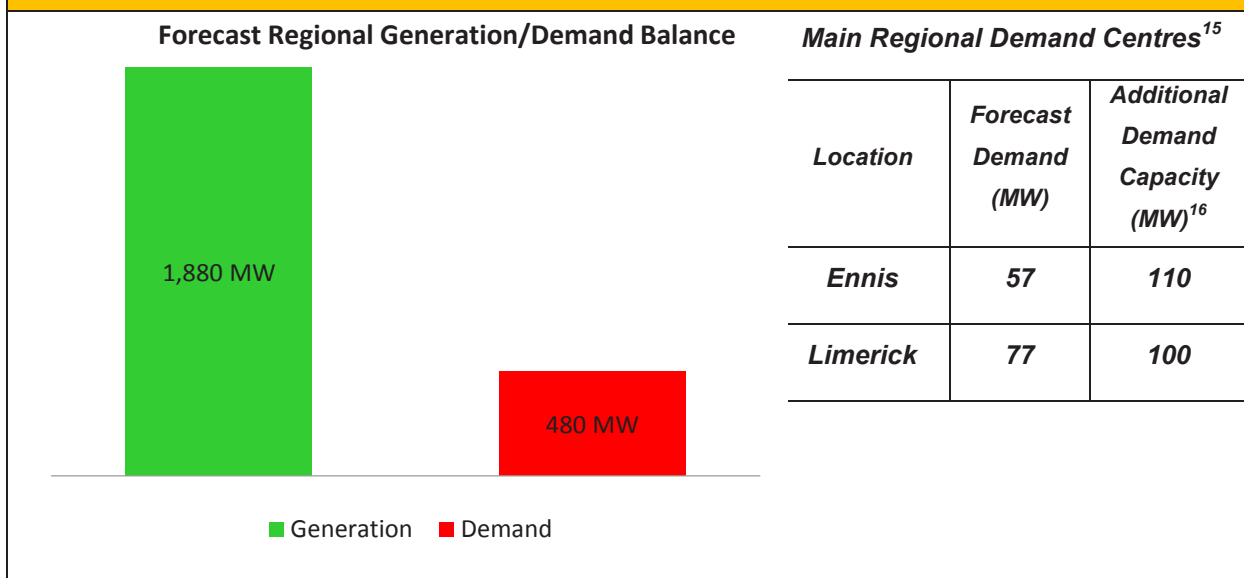 Forecast Regional Generation/Demand Balance
1,880 MW
480 MW
Generation Demand
Main Regional Demand Centres15
Location
Forecast
Demand
(MW)
Additional
Demand
Capacity
(MW)16
Ennis 57 110
Limerick 77 100